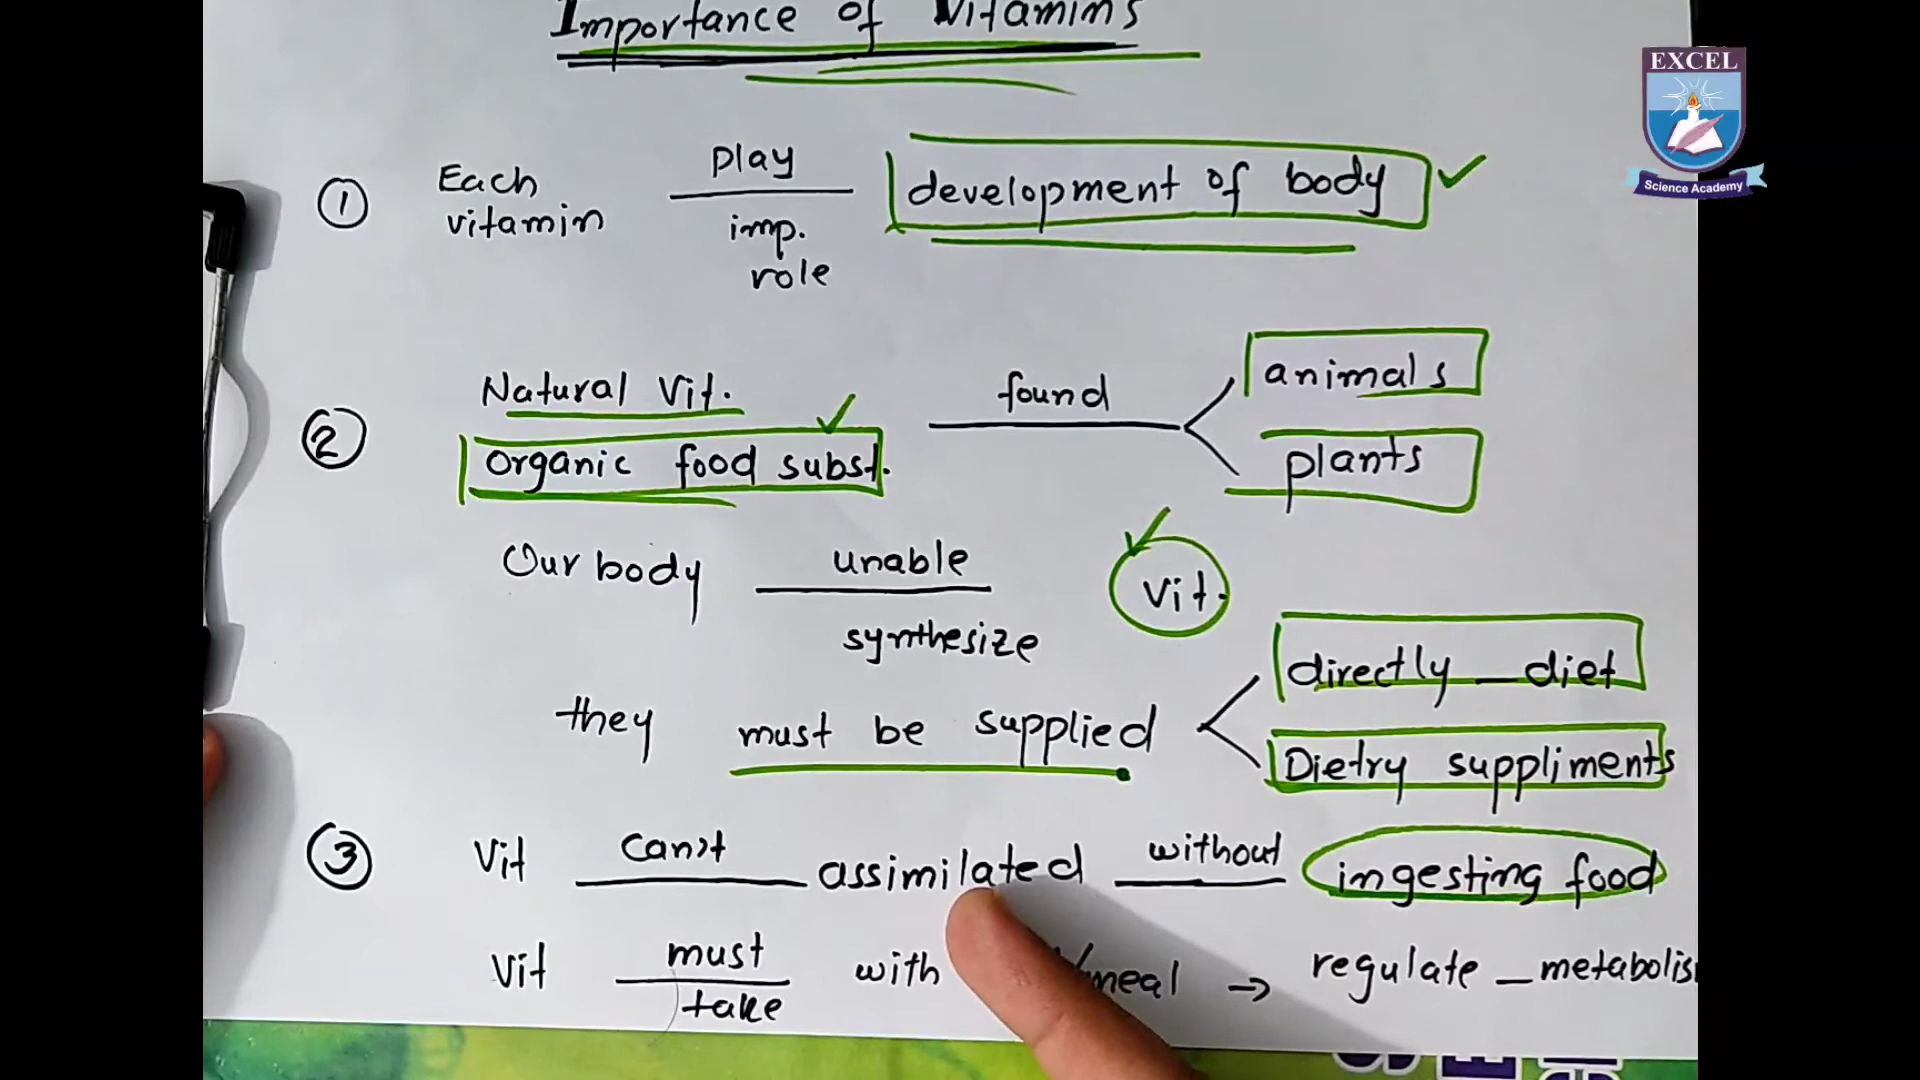 Importance of Vitamins
EXCEL
Science Academy
① Each vitamin play imp. role development of body ✓
② Natural Vit. found animals
Organic food subst. plants
Our body unable synthesize Vit.
they must be supplied directly _ diet
Dietry suppliments
③ Vit can't assimilated without ingesting food
Vit must take with /meal → regulate _ metabolis